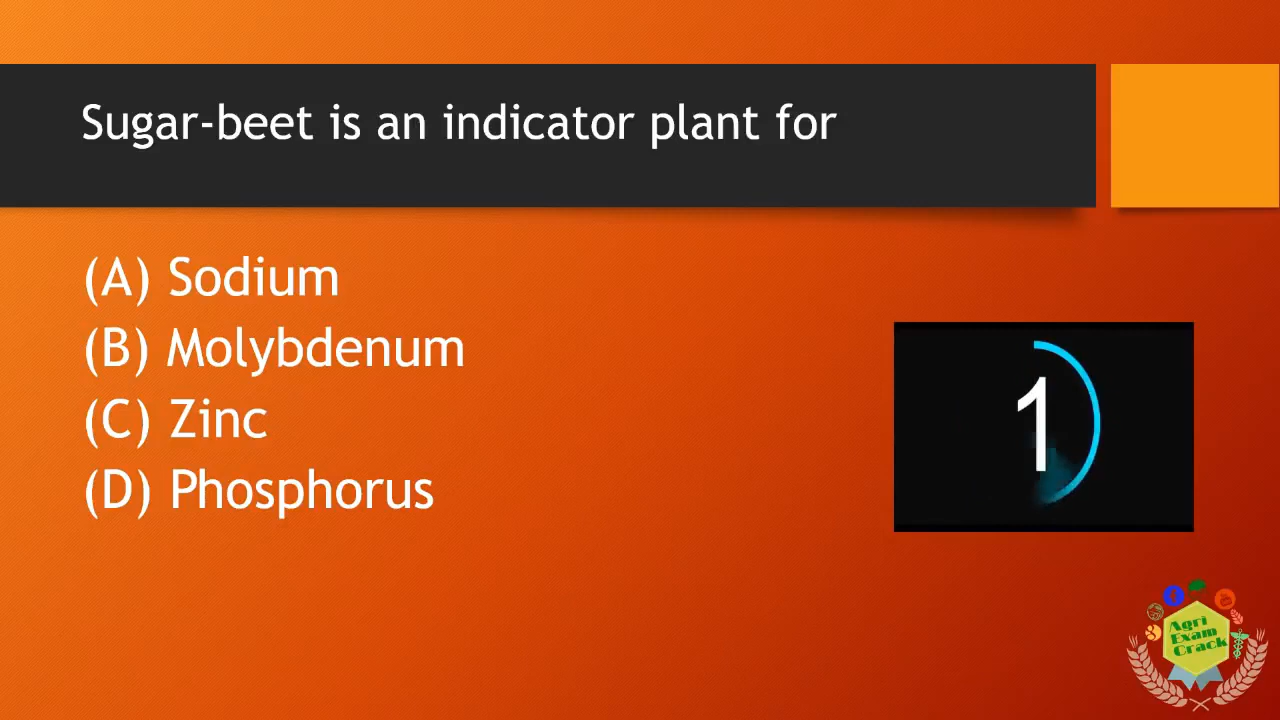 Sugar-beet is an indicator plant for
(A) Sodium
(B) Molybdenum
(C) Zinc
(D) Phosphorus
1
Agri
Exam
Crack